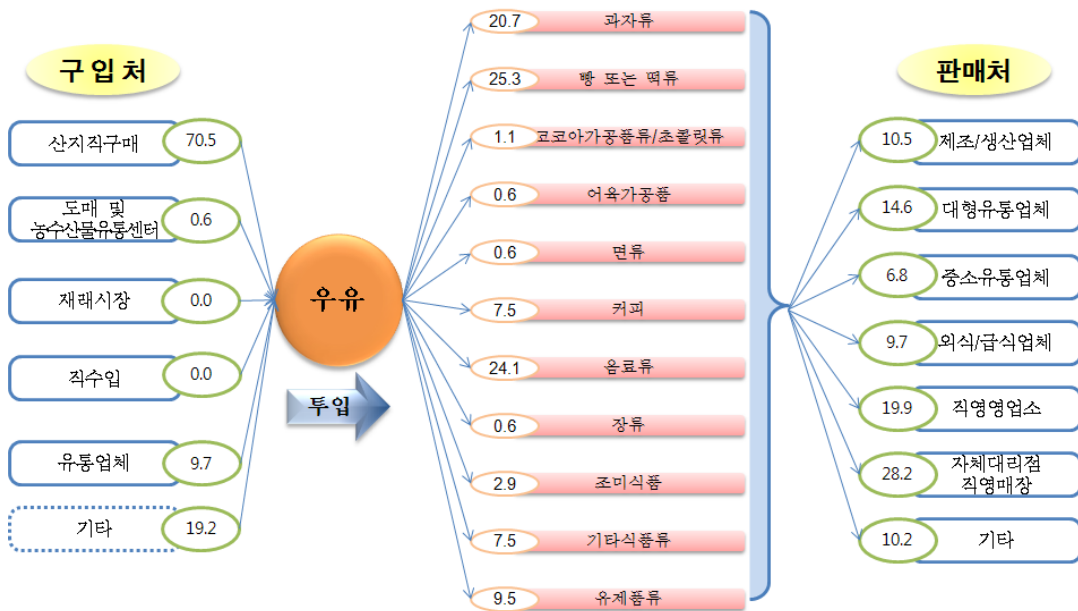 구 입 처
산지직구매
70.5
도매 및
농수산물유통센터
0.6
재래시장
0.0
직수입
0.0
유통업체
9.7
기타
19.2
우유
투입
20.7
과자류
25.3
빵 또는 떡류
1.1
코코아가공품류/초콜릿류
0.6
어육가공품
0.6
면류
7.5
커피
24.1
음료류
0.6
장류
2.9
조미식품
7.5
기타식품류
9.5
유제품류
판매처
10.5
제조/생산업체
14.6
대형유통업체
6.8
중소유통업체
9.7
외식/급식업체
19.9
직영영업소
28.2
자체대리점
직영매장
10.2
기타